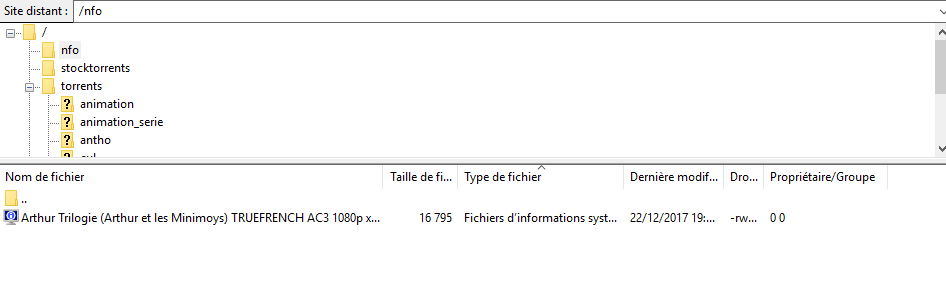 Site distant : /nfo
/
nfo
stocktorrents
torrents
animation
animation_serie
antho
Nom de fichier Taille de fi... Type de fichier Dernière modif... Dro... Propriétaire/Groupe
..
Arthur Trilogie (Arthur et les Minimoys) TRUEFRENCH AC3 1080p x... 16 795 Fichiers d'informations syst... 22/12/2017 19:... -rw... 0 0